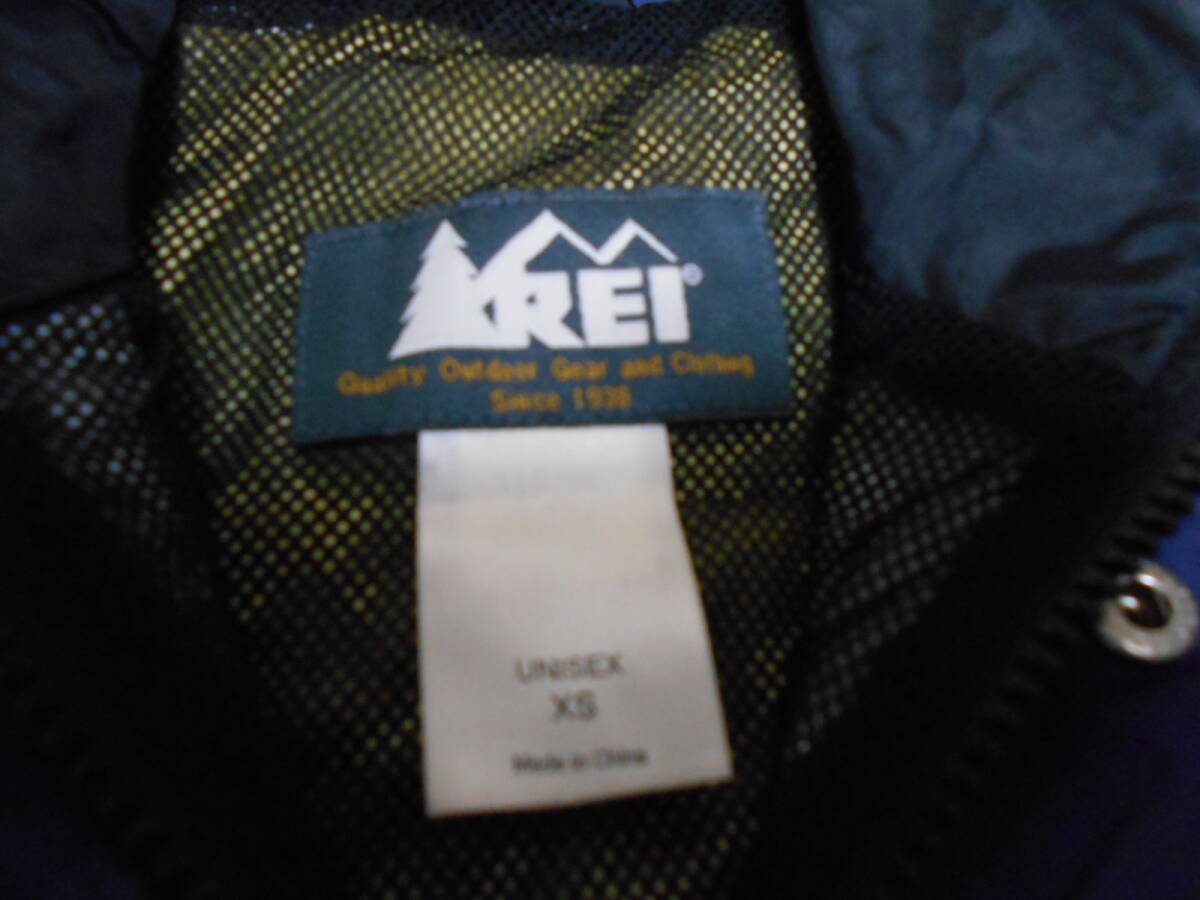 REI®
Quality Outdoor Gear and Clothing
Since 1938
UNISEX
XS
Made in China